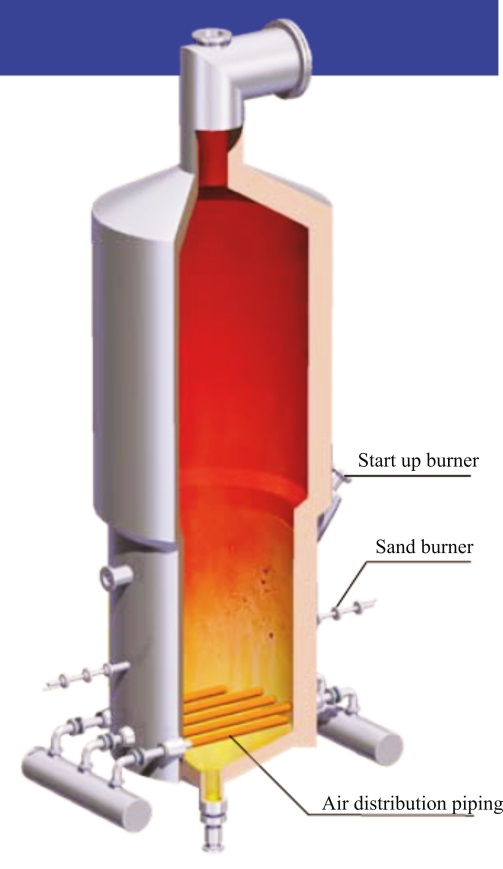 Start up burner
Sand burner
Air distribution piping